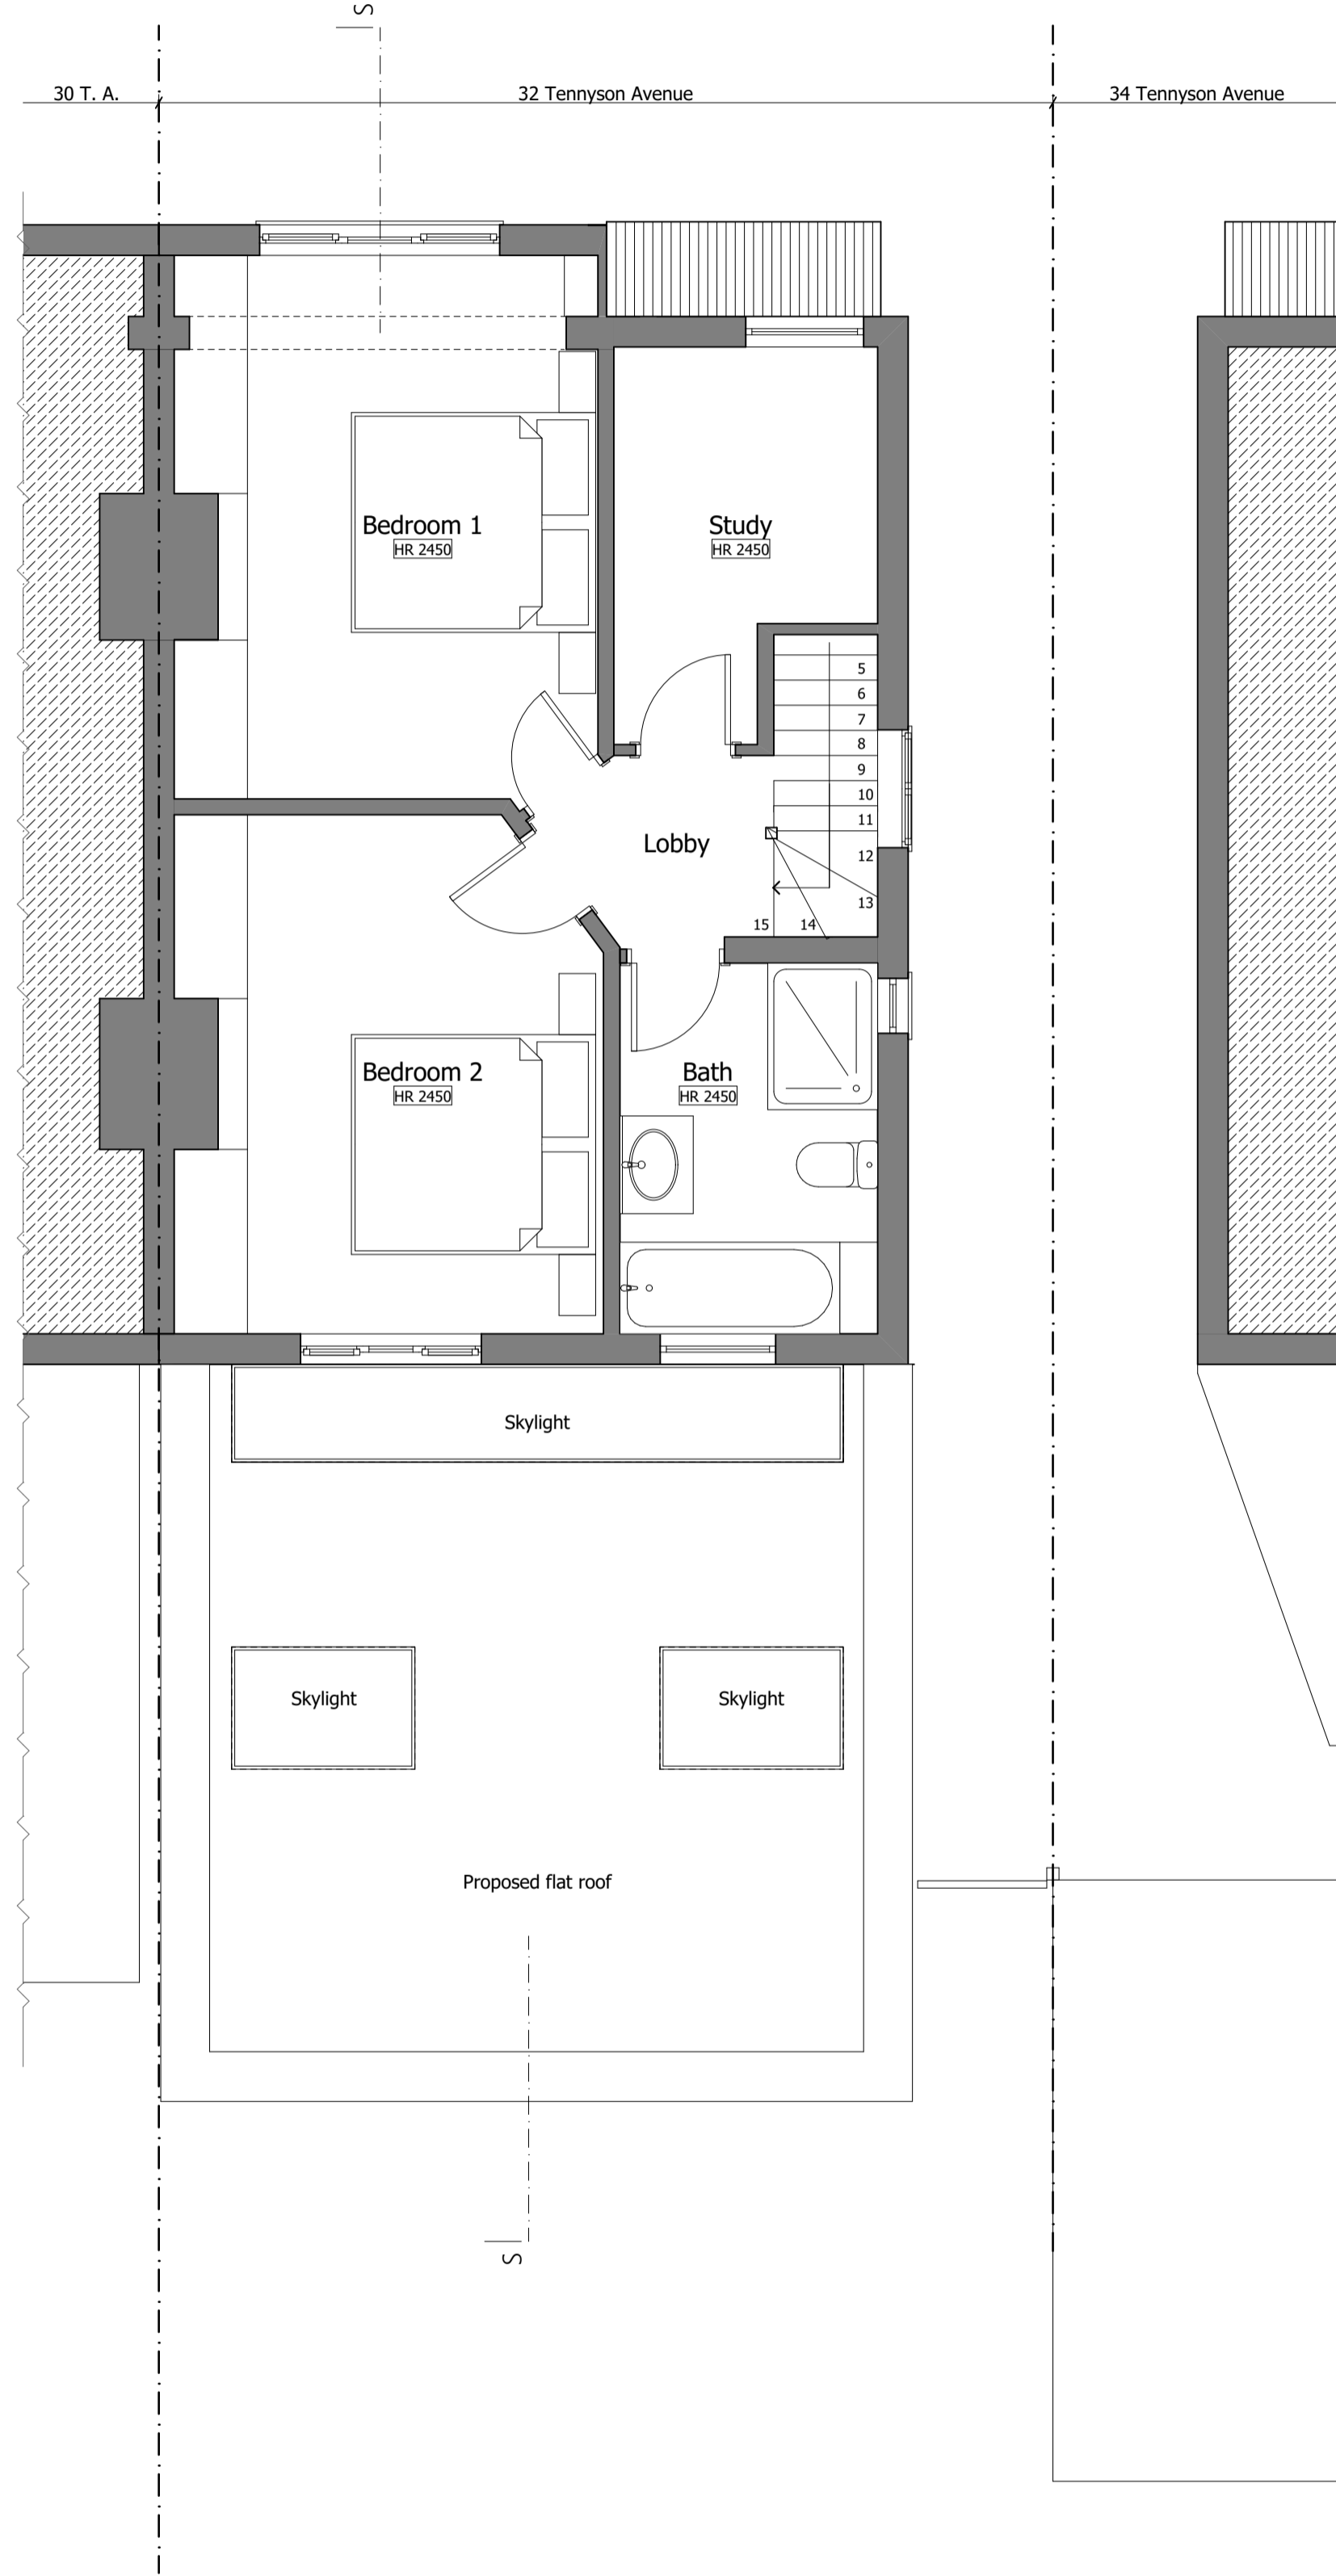 S
30 T. A.
32 Tennyson Avenue
34 Tennyson Avenue
Bedroom 1
HR 2450
Study
HR 2450
5
6
7
8
9
10
11
12
13
14
15
Lobby
Bedroom 2
HR 2450
Bath
HR 2450
Skylight
Skylight
Skylight
Proposed flat roof
S